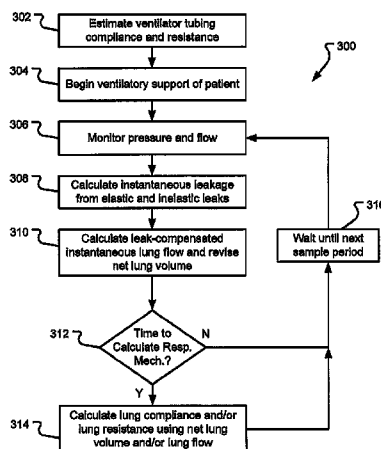 302
Estimate ventilator tubing
compliance and resistance
300
304
Begin ventilatory support of patient
306
Monitor pressure and flow
308
Calculate instantaneous leakage
from elastic and inelastic leaks
316
310
Calculate leak-compensated
instantaneous lung flow and revise
net lung volume
Wait until next
sample period
312
Time to
Calculate Resp.
Mech.?
N
Y
314
Calculate lung compliance and/or
lung resistance using net lung
volume and/or lung flow